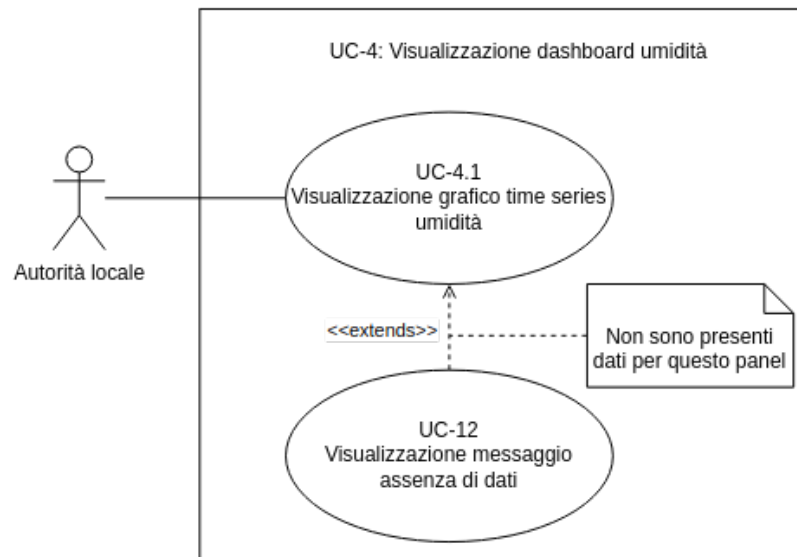 UC-4: Visualizzazione dashboard umidità
UC-4.1
Visualizzazione grafico time series
umidità
Autorità locale
<<extends>>
Non sono presenti
dati per questo panel
UC-12
Visualizzazione messaggio
assenza di dati